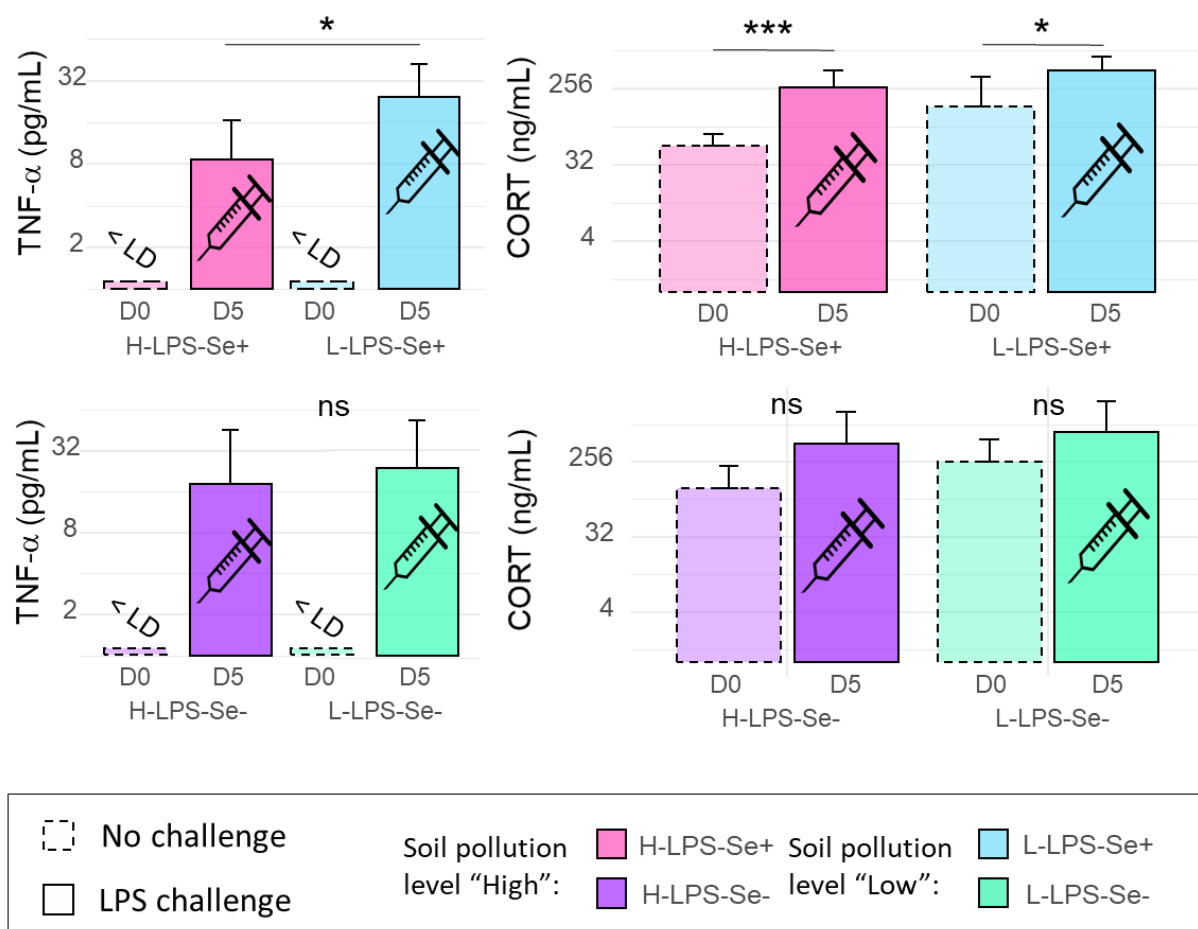 *
TNF-α (pg/mL)
32
8
2
< LD
< LD
D0 D5 D0 D5
H-LPS-Se+ L-LPS-Se+
*** *
CORT (ng/mL)
256
32
4
D0 D5 D0 D5
H-LPS-Se+ L-LPS-Se+
ns
TNF-α (pg/mL)
32
8
2
< LD
< LD
D0 D5 D0 D5
H-LPS-Se- L-LPS-Se-
ns ns
CORT (ng/mL)
256
32
4
D0 D5 D0 D5
H-LPS-Se- L-LPS-Se-
No challenge
LPS challenge
Soil pollution
level "High":
H-LPS-Se+
H-LPS-Se-
Soil pollution
level "Low":
L-LPS-Se+
L-LPS-Se-